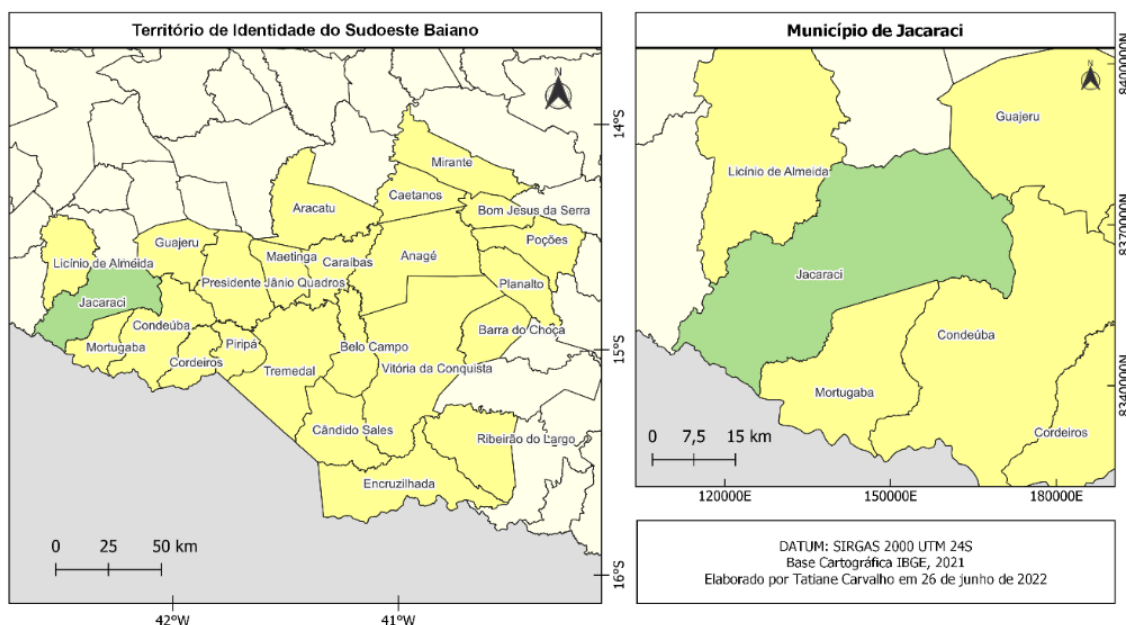 Território de Identidade do Sudoeste Baiano
N
14°S
Mirante
Caetanos
Aracatu
Bom Jesus da Serra
Guajeru
Poções
Maetinga
Caraíbas
Anagé
Licínio de Almeida
Presidente Jânio Quadros
Planalto
Jacaraci
Condeúba
Barra do Choça
Mortugaba
Piripá
Belo Campo
15°S
Cordeiros
Tremedal
Vitória da Conquista
Cândido Sales
Ribeirão do Largo
Encruzilhada
0 25 50 km
16°S
42°W 41°W
Município de Jacaraci
N
8400000N
Guajeru
Licínio de Almeida
8370000N
Jacaraci
Condeúba
Mortugaba
8340000N
Cordeiros
0 7,5 15 km
120000E 150000E 180000E
DATUM: SIRGAS 2000 UTM 24S
Base Cartográfica IBGE, 2021
Elaborado por Tatiane Carvalho em 26 de junho de 2022